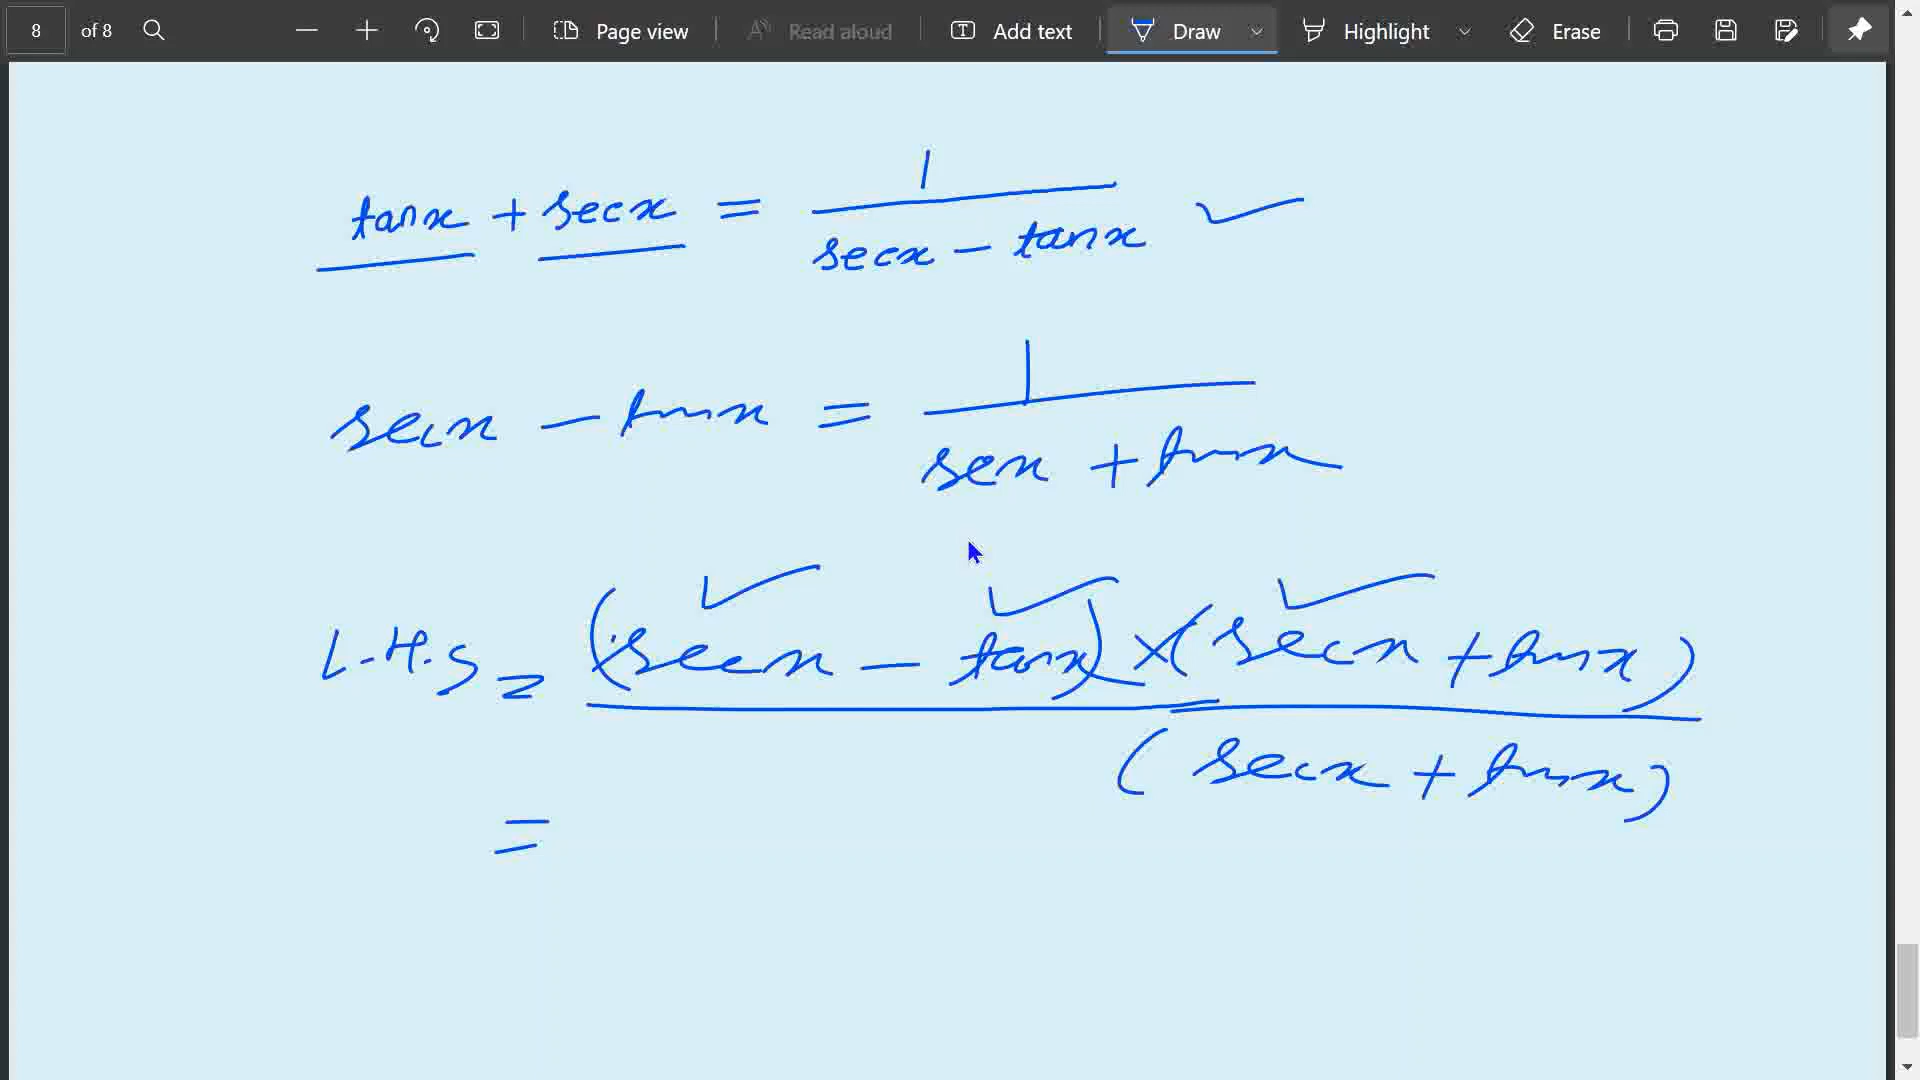 8 of 8 Page view Read aloud Add text Draw Highlight Erase
tanx + secx = 1 / (secx - tanx)
secx - tanx = 1 / (secx + tanx)
L.H.S = (secx - tanx) × (secx + tanx) / (secx + tanx)
=